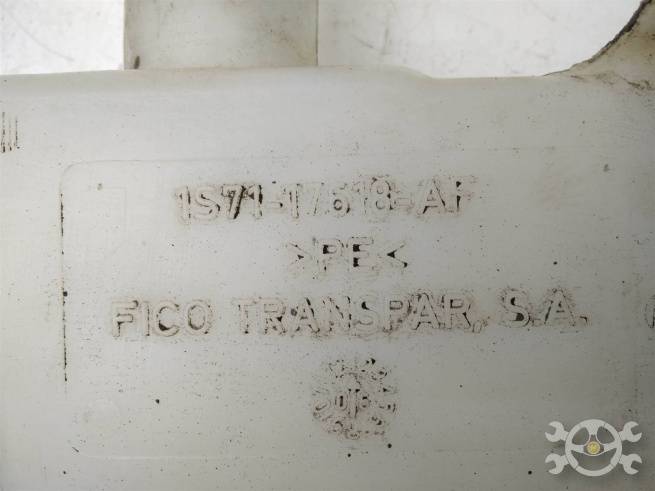 1S71-17618-AF
>PE<
FICO TRANSPAR, S.A.